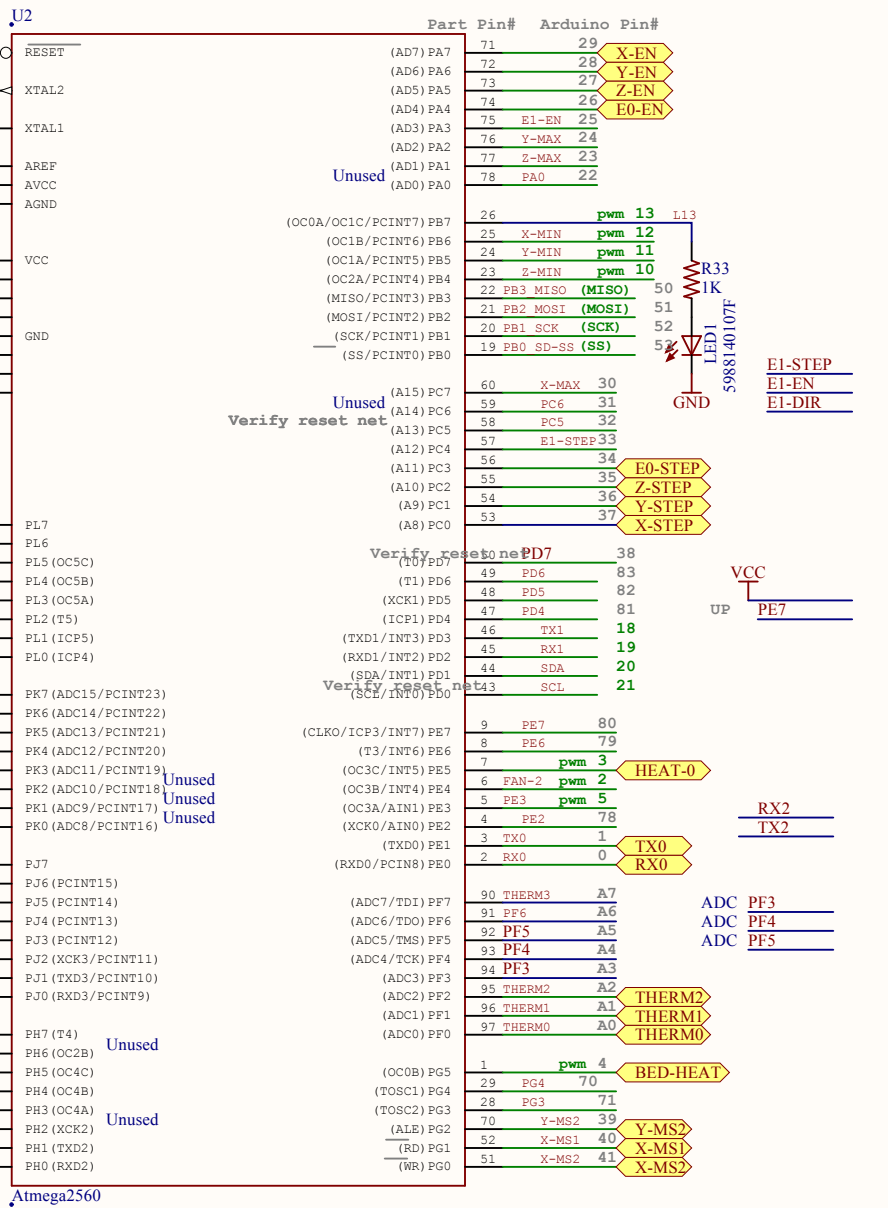 U2
Part Pin# Arduino Pin#
RESET (AD7)PA7 71 29 X-EN
(AD6)PA6 72 28 Y-EN
XTAL2 (AD5)PA5 73 27 Z-EN
(AD4)PA4 74 26 E0-EN
XTAL1 (AD3)PA3 75 E1-EN 25
(AD2)PA2 76 Y-MAX 24
AREF (AD1)PA1 77 Z-MAX 23
AVCC Unused (AD0)PA0 78 PA0 22
AGND
(OC0A/OC1C/PCINT7)PB7 26 pwm 13 L13
(OC1B/PCINT6)PB6 25 X-MIN pwm 12
VCC (OC1A/PCINT5)PB5 24 Y-MIN pwm 11
(OC2A/PCINT4)PB4 23 Z-MIN pwm 10 R33
(MISO/PCINT3)PB3 22 PB3_MISO (MISO) 50 1K
(MOSI/PCINT2)PB2 21 PB2_MOSI (MOSI) 51
GND (SCK/PCINT1)PB1 20 PB1_SCK (SCK) 52
(SS/PCINT0)PB0 19 PB0_SD-SS (SS) 53
LED1
5988140107F
GND
E1-STEP
E1-EN
E1-DIR
(A15)PC7 60 X-MAX 30
Unused (A14)PC6 59 PC6 31
Verify reset net (A13)PC5 58 PC5 32
(A12)PC4 57 E1-STEP 33
(A11)PC3 56 34 E0-STEP
(A10)PC2 55 35 Z-STEP
(A9)PC1 54 36 Y-STEP
PL7 (A8)PC0 53 37 X-STEP
PL6
Verify reset net
PL5(OC5C) (T0)PD7 50 PD7 38
PL4(OC5B) (T1)PD6 49 PD6 83 VCC
PL3(OC5A) (XCK1)PD5 48 PD5 82
PL2(T5) (ICP1)PD4 47 PD4 81 UP PE7
PL1(ICP5) (TXD1/INT3)PD3 46 TX1 18
PL0(ICP4) (RXD1/INT2)PD2 45 RX1 19
(SDA/INT1)PD1 44 SDA 20
Verify reset net
PK7(ADC15/PCINT23) (SCL/INT0)PD0 43 SCL 21
PK6(ADC14/PCINT22)
PK5(ADC13/PCINT21) (CLKO/ICP3/INT7)PE7 9 PE7 80
PK4(ADC12/PCINT20) (T3/INT6)PE6 8 PE6 79
PK3(ADC11/PCINT19) (OC3C/INT5)PE5 7 pwm 3 HEAT-0
PK2(ADC10/PCINT18) Unused (OC3B/INT4)PE4 6 FAN-2 pwm 2
PK1(ADC9/PCINT17) Unused (OC3A/AIN1)PE3 5 PE3 pwm 5 RX2
PK0(ADC8/PCINT16) Unused (XCK0/AIN0)PE2 4 PE2 78 TX2
(TXD0)PE1 3 TX0 1 TX0
PJ7 (RXD0/PCIN8)PE0 2 RX0 0 RX0
PJ6(PCINT15)
PJ5(PCINT14) (ADC7/TDI)PF7 90 THERM3 A7 ADC PF3
PJ4(PCINT13) (ADC6/TDO)PF6 91 PF6 A6 ADC PF4
PJ3(PCINT12) (ADC5/TMS)PF5 92 PF5 A5 ADC PF5
PJ2(XCK3/PCINT11) (ADC4/TCK)PF4 93 PF4 A4
PJ1(TXD3/PCINT10) (ADC3)PF3 94 PF3 A3
PJ0(RXD3/PCINT9) (ADC2)PF2 95 THERM2 A2 THERM2
(ADC1)PF1 96 THERM1 A1 THERM1
PH7(T4) (ADC0)PF0 97 THERM0 A0 THERM0
PH6(OC2B) Unused
PH5(OC4C) (OC0B)PG5 1 pwm 4 BED-HEAT
PH4(OC4B) (TOSC1)PG4 29 PG4 70
PH3(OC4A) (TOSC2)PG3 28 PG3 71
PH2(XCK2) Unused (ALE)PG2 70 Y-MS2 39 Y-MS2
PH1(TXD2) (RD)PG1 52 X-MS1 40 X-MS1
PH0(RXD2) (WR)PG0 51 X-MS2 41 X-MS2
Atmega2560